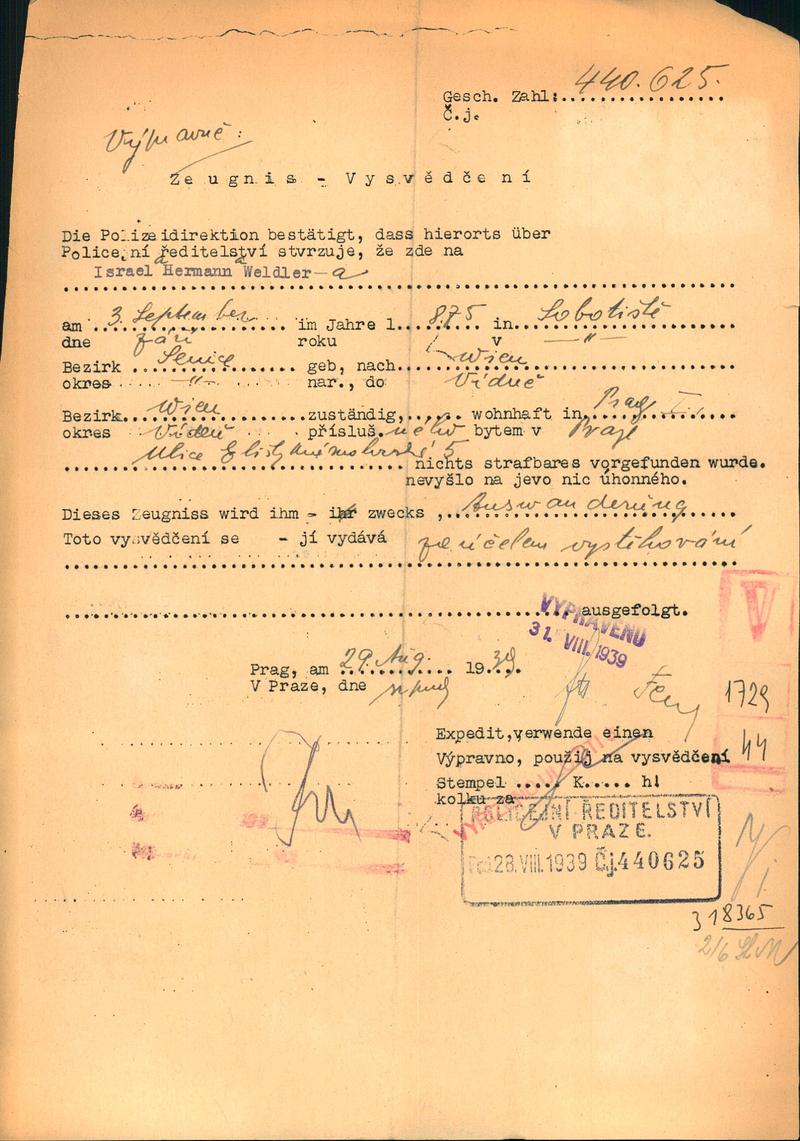 Gesch. Zahl: 440.625.
Č.j.
Výpravně:
Zeugnis - Vysvědčení
Die Polizeidirektion bestätigt, dass hierorts über
Policejní ředitelství stvrzuje, že zde na
Israel Hermann Weldler-a
am 3. September im Jahre 1 875 in Sobotiště
dne září roku v — " —
Bezirk Senice geb, nach Wien
okres — " — nar., do Vídně
Bezirk Wien zuständig, wohnhaft in Prag I.
okres Vídeň přísluš. ného bytem v Praze
Ulice 5 nichts strafbares vorgefunden wurde.
nevyšlo na jevo nic úhonného.
Dieses Zeugniss wird ihm - ihr zwecks , Auswanderung
Toto vysvědčení se - jí vydává za účelem vystěhování
ausgefolgt.
VYPRAVENO
31. VIII. 1939
V
Prag, am 29. Aug. 1939.
V Praze, dne srpna
1729
44
Expedit, verwende einen
Výpravno, použij na vysvědčení
Stempel ..... K..... hl
kolku za
POLICEJNÍ ŘEDITELSTVÍ
V PRAZE.
28. VIII. 1939 Čj. 440625
318365